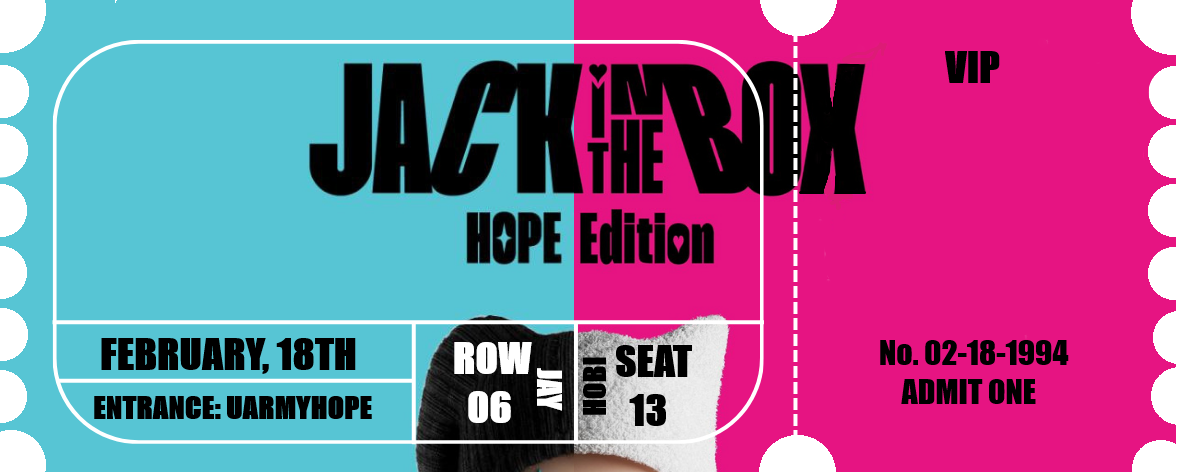 JACK iN THE BOX
HOPE Edition
FEBRUARY, 18TH
ENTRANCE: UARMYHOPE
ROW
06
JAY
HOBI
SEAT
13
VIP
No. 02-18-1994
ADMIT ONE